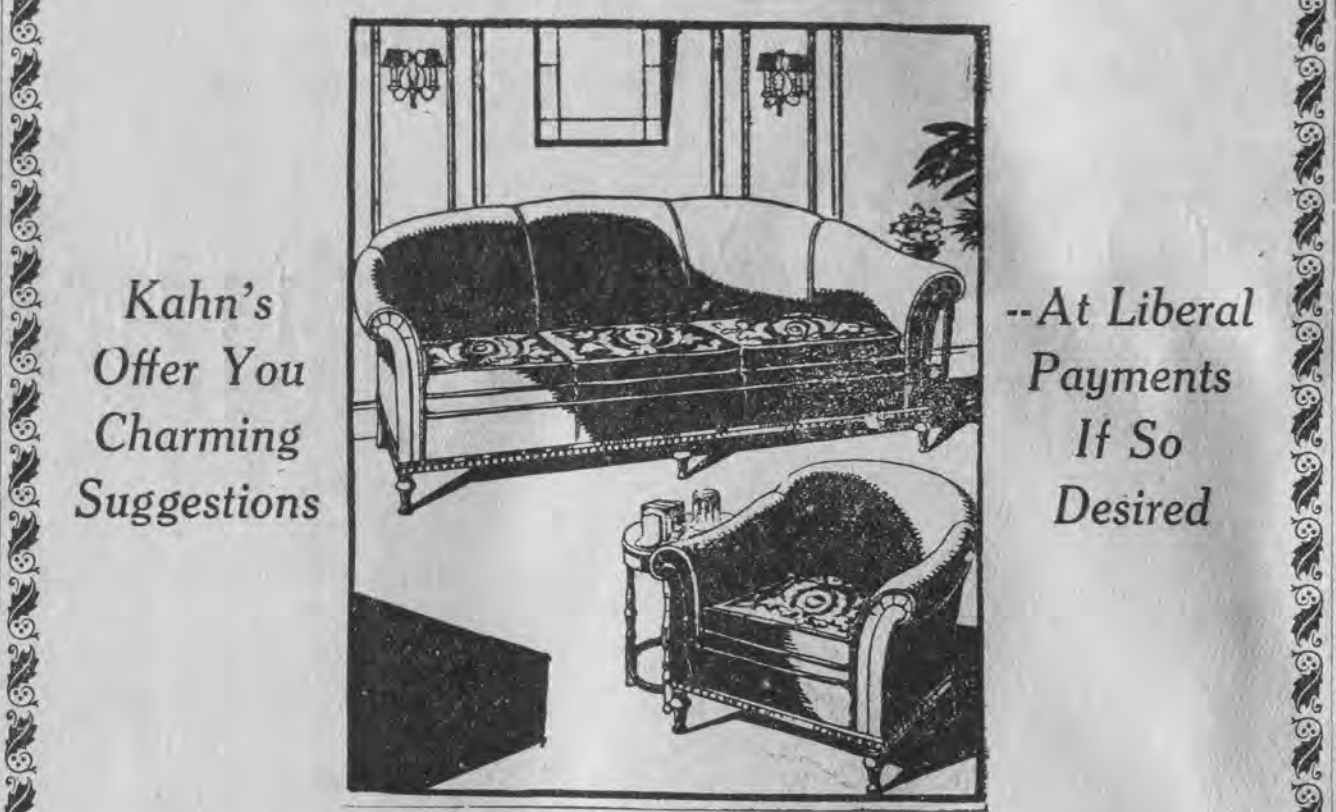 Kahn's
Offer You
Charming
Suggestions
--At Liberal
Payments
If So
Desired